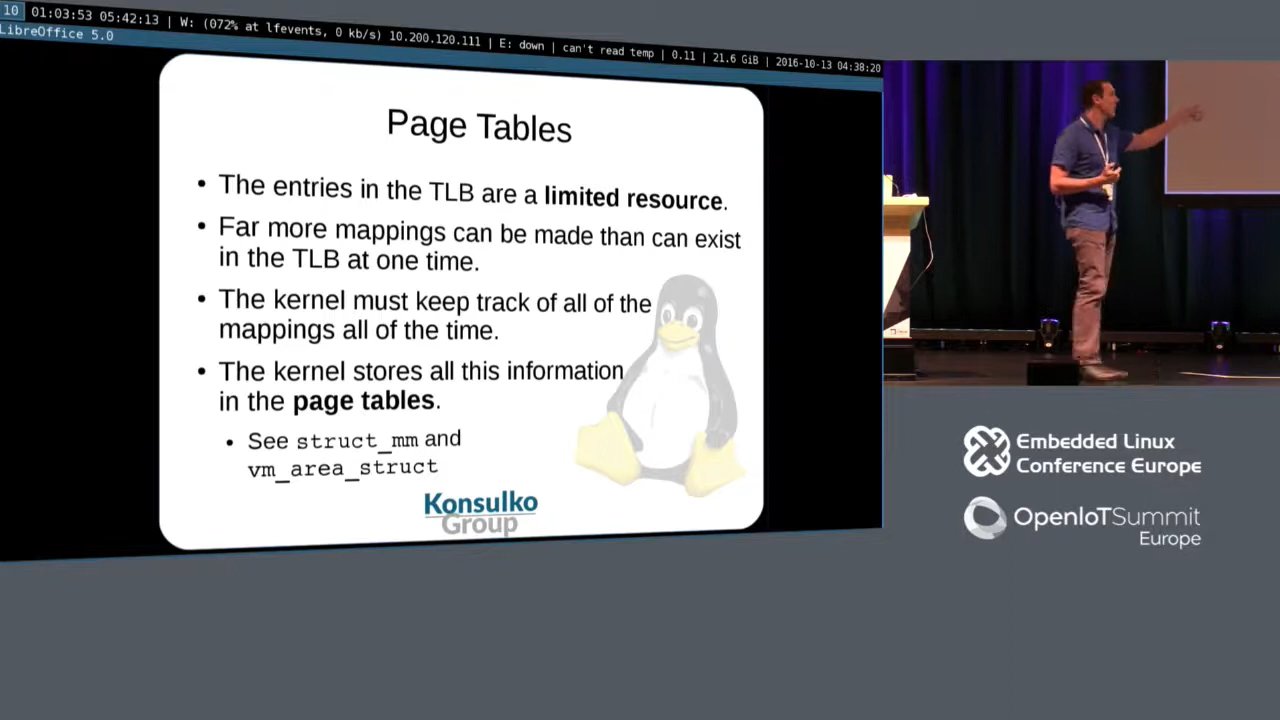 10 01:03:53 05:42:13 | W: (072% at lfevents, 0 kb/s) 10.200.120.111 | E: down | can't read temp | 0.11 | 21.6 GiB | 2016-10-13 04:38:20
LibreOffice 5.0
Page Tables
• The entries in the TLB are a limited resource.
• Far more mappings can be made than can exist
in the TLB at one time.
• The kernel must keep track of all of the
mappings all of the time.
• The kernel stores all this information
in the page tables.
• See struct_mm and
vm_area_struct
Konsulko
Group
Embedded Linux
Conference Europe
OpenIoTSummit
Europe